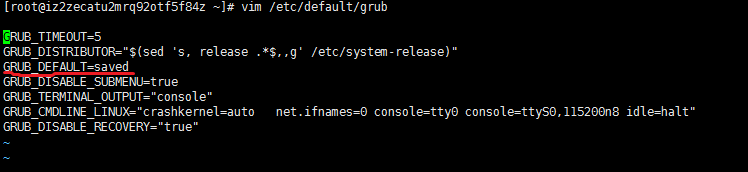 [root@iz2zecatu2mrq92otf5f84z ~]# vim /etc/default/grub
GRUB_TIMEOUT=5
GRUB_DISTRIBUTOR="$(sed 's, release .*$,,g' /etc/system-release)"
GRUB_DEFAULT=saved
GRUB_DISABLE_SUBMENU=true
GRUB_TERMINAL_OUTPUT="console"
GRUB_CMDLINE_LINUX="crashkernel=auto   net.ifnames=0 console=tty0 console=ttyS0,115200n8 idle=halt"
GRUB_DISABLE_RECOVERY="true"
~
~